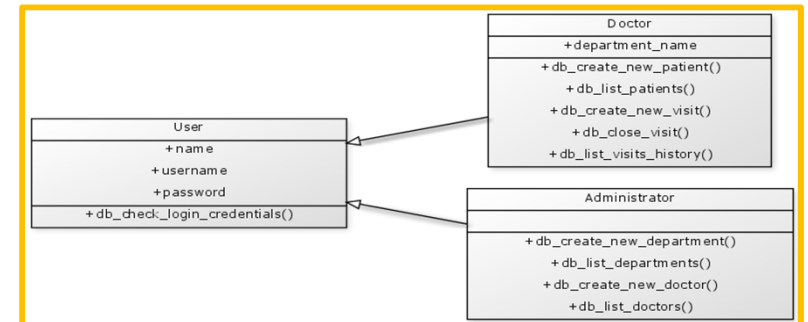 Doctor
+department_name
+db_create_new_patient()
+db_list_patients()
+db_create_new_visit()
+db_close_visit()
+db_list_visits_history()
User
+name
+username
+password
+db_check_login_credentials()
Administrator
+db_create_new_department()
+db_list_departments()
+db_create_new_doctor()
+db_list_doctors()